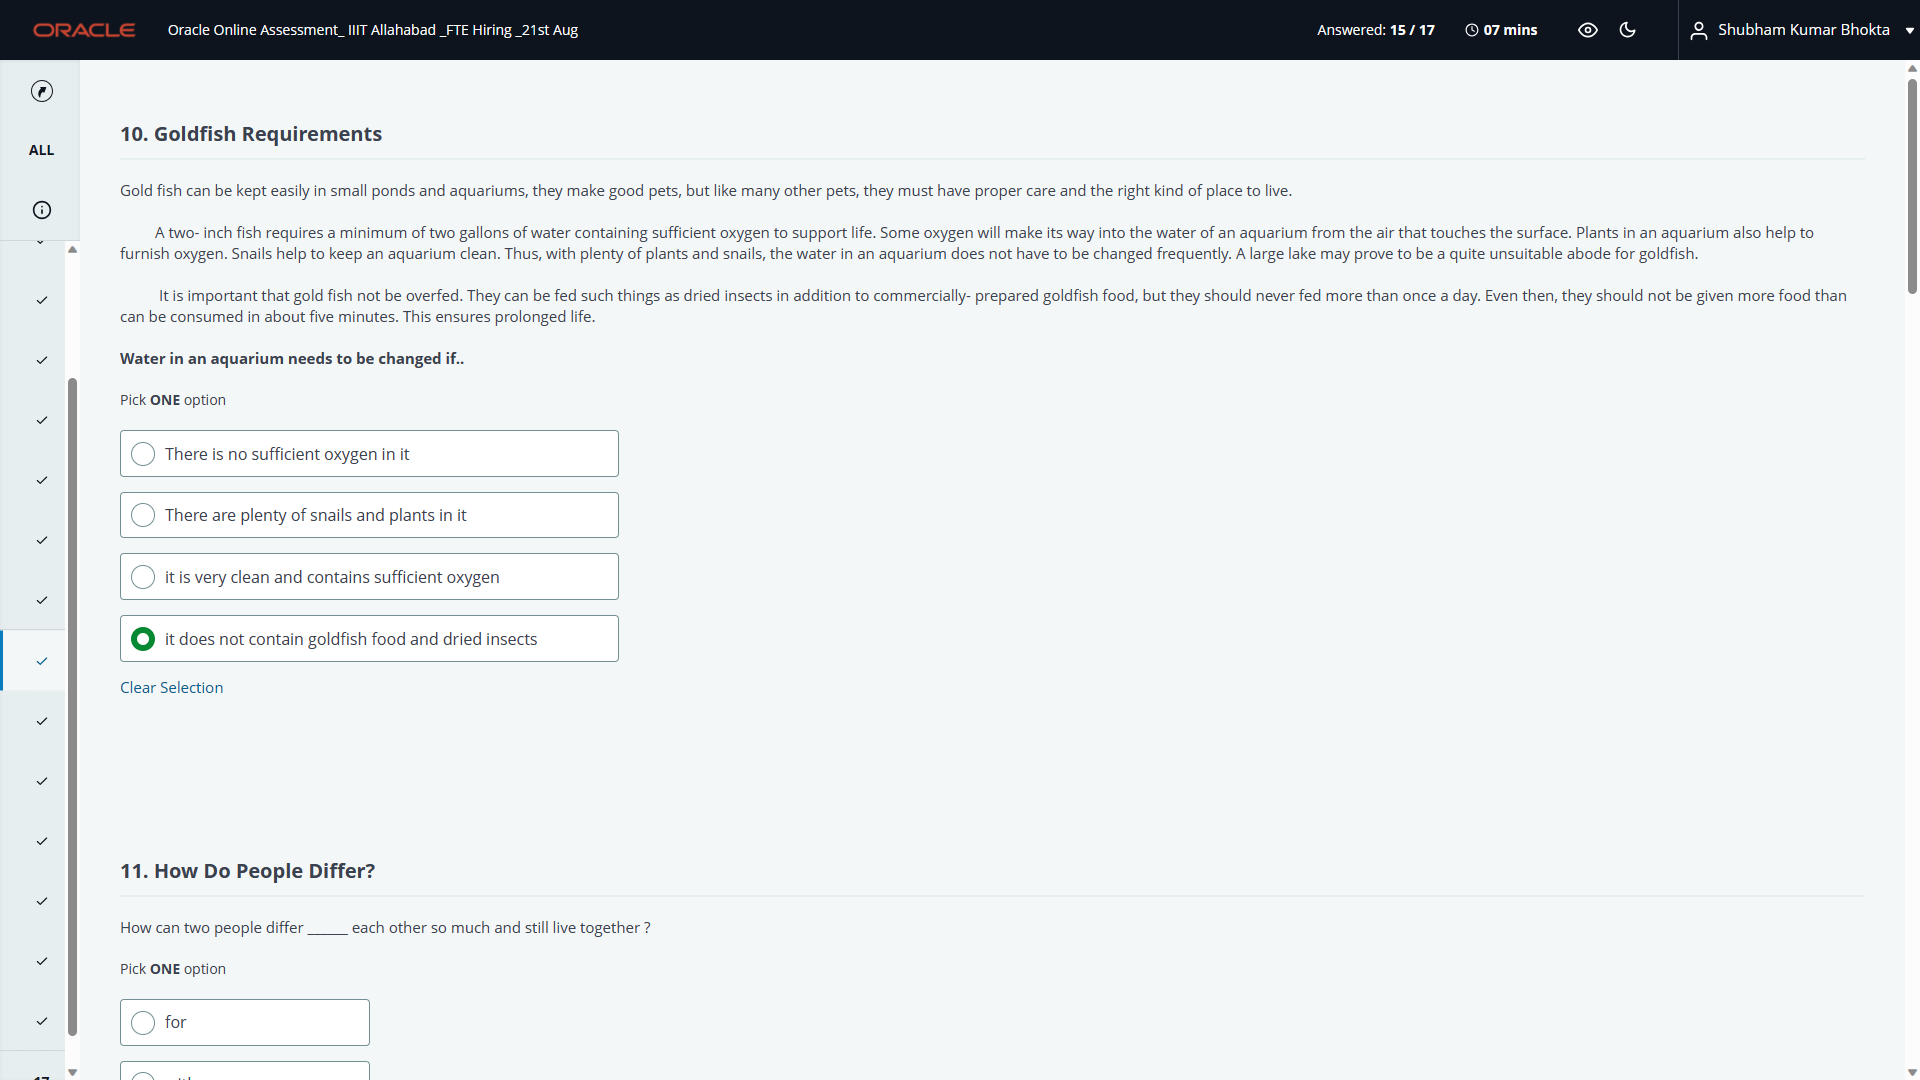 ORACLE
Oracle Online Assessment_ IIIT Allahabad _FTE Hiring _21st Aug
Answered: 15 / 17
07 mins
Shubham Kumar Bhokta
ALL
10. Goldfish Requirements
Gold fish can be kept easily in small ponds and aquariums, they make good pets, but like many other pets, they must have proper care and the right kind of place to live.
A two- inch fish requires a minimum of two gallons of water containing sufficient oxygen to support life. Some oxygen will make its way into the water of an aquarium from the air that touches the surface. Plants in an aquarium also help to
furnish oxygen. Snails help to keep an aquarium clean. Thus, with plenty of plants and snails, the water in an aquarium does not have to be changed frequently. A large lake may prove to be a quite unsuitable abode for goldfish.
It is important that gold fish not be overfed. They can be fed such things as dried insects in addition to commercially- prepared goldfish food, but they should never fed more than once a day. Even then, they should not be given more food than
can be consumed in about five minutes. This ensures prolonged life.
Water in an aquarium needs to be changed if..
Pick ONE option
There is no sufficient oxygen in it
There are plenty of snails and plants in it
it is very clean and contains sufficient oxygen
it does not contain goldfish food and dried insects
Clear Selection
11. How Do People Differ?
How can two people differ ______ each other so much and still live together ?
Pick ONE option
for